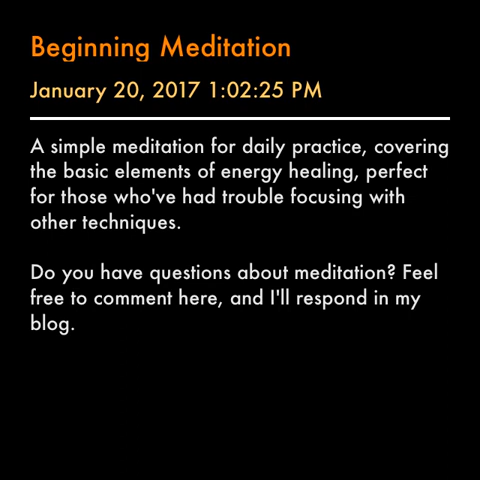 Beginning Meditation
January 20, 2017 1:02:25 PM
A simple meditation for daily practice, covering
the basic elements of energy healing, perfect
for those who've had trouble focusing with
other techniques.
Do you have questions about meditation? Feel
free to comment here, and I'll respond in my
blog.